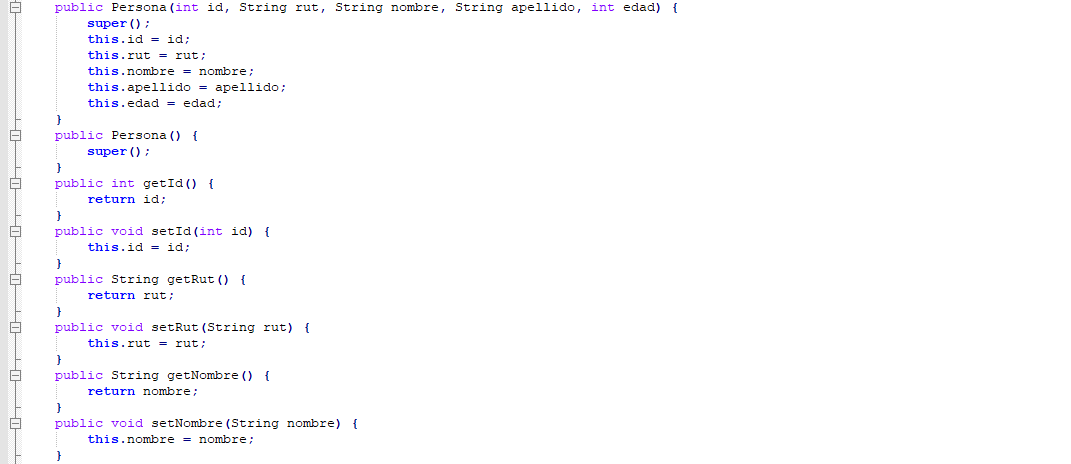 public Persona(int id, String rut, String nombre, String apellido, int edad) {
super();
this.id = id;
this.rut = rut;
this.nombre = nombre;
this.apellido = apellido;
this.edad = edad;
}
public Persona() {
super();
}
public int getId() {
return id;
}
public void setId(int id) {
this.id = id;
}
public String getRut() {
return rut;
}
public void setRut(String rut) {
this.rut = rut;
}
public String getNombre() {
return nombre;
}
public void setNombre(String nombre) {
this.nombre = nombre;
}